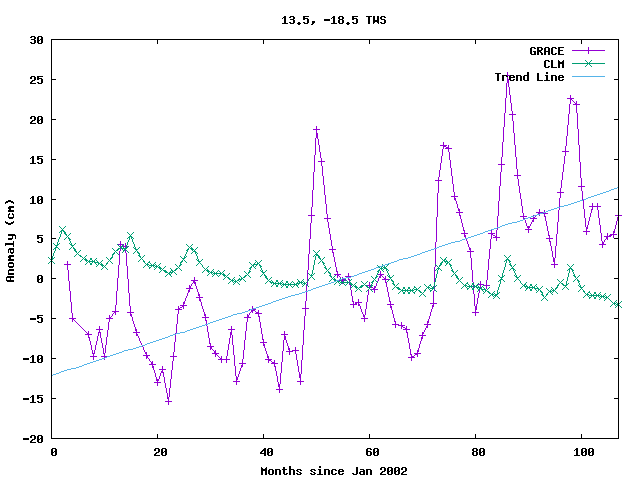 13.5, -18.5 TWS
GRACE
CLM
Trend Line
30
25
20
15
10
5
0
-5
-10
-15
-20
Anomaly (cm)
0 20 40 60 80 100
Months since Jan 2002